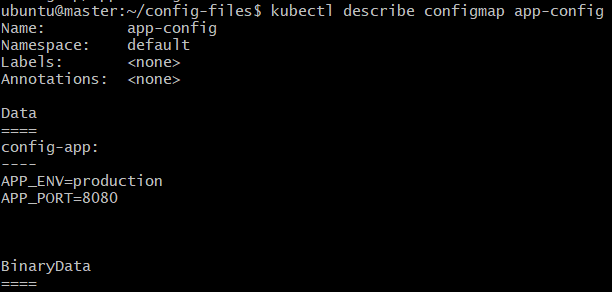 ubuntu@master:~/config-files$ kubectl describe configmap app-config
Name:         app-config
Namespace:    default
Labels:       <none>
Annotations:  <none>

Data
====
config-app:
----
APP_ENV=production
APP_PORT=8080



BinaryData
====